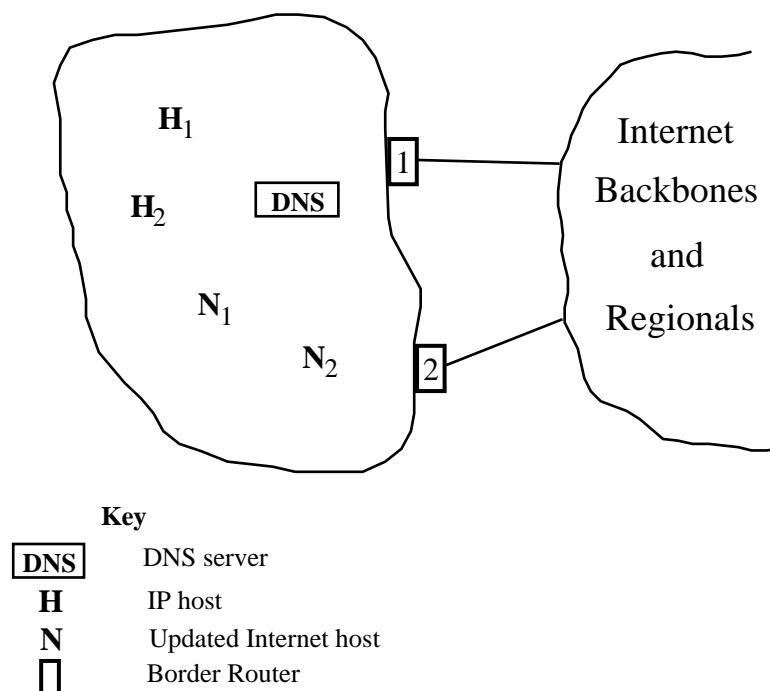 H1
1
Internet
Backbones
and
Regionals
H2
DNS
N1
N2
2
Key
DNS DNS server
H IP host
N Updated Internet host
Border Router